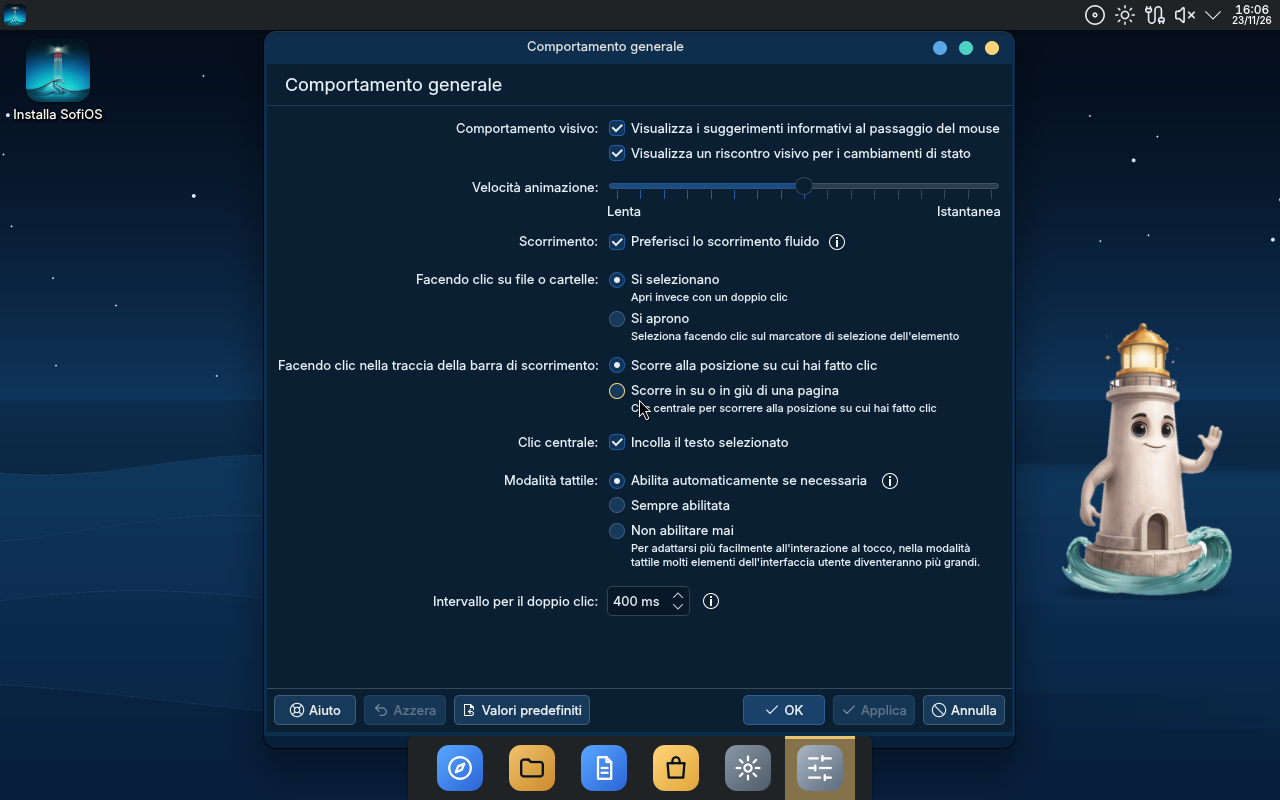 16:06
23/11/26
Comportamento generale
Installa SofiOS
Comportamento generale
Comportamento visivo:
Visualizza i suggerimenti informativi al passaggio del mouse
Visualizza un riscontro visivo per i cambiamenti di stato
Velocità animazione:
Lenta
Istantanea
Scorrimento:
Preferisci lo scorrimento fluido
Facendo clic su file o cartelle:
Si selezionano
Apri invece con un doppio clic
Si aprono
Seleziona facendo clic sul marcatore di selezione dell'elemento
Facendo clic nella traccia della barra di scorrimento:
Scorre alla posizione su cui hai fatto clic
Scorre in su o in giù di una pagina
Clic centrale per scorrere alla posizione su cui hai fatto clic
Clic centrale:
Incolla il testo selezionato
Modalità tattile:
Abilita automaticamente se necessaria
Sempre abilitata
Non abilitare mai
Per adattarsi più facilmente all'interazione al tocco, nella modalità
tattile molti elementi dell'interfaccia utente diventeranno più grandi.
Intervallo per il doppio clic:
400 ms
Aiuto
Azzera
Valori predefiniti
OK
Applica
Annulla